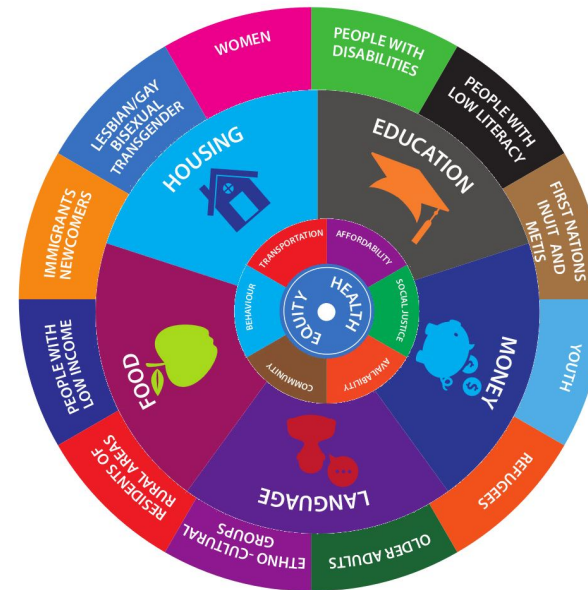 WOMEN
PEOPLE WITH
DISABILITIES
PEOPLE WITH
LOW LITERACY
FIRST NATIONS
INUIT AND
METIS
YOUTH
REFUGEES
OLDER ADULTS
ETHNO-CULTURAL
GROUPS
RESIDENTS OF
RURAL AREAS
PEOPLE WITH
LOW INCOME
IMMIGRANTS
NEWCOMERS
LESBIAN/GAY
BISEXUAL
TRANSGENDER
HOUSING
EDUCATION
MONEY
LANGUAGE
FOOD
TRANSPORTATION
AFFORDABILITY
SOCIAL JUSTICE
AVAILABILITY
COMMUNITY
BEHAVIOUR
HEALTH
EQUITY